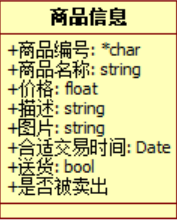 商品信息
+商品编号: *char
+商品名称: string
+价格: float
+描述: string
+图片: string
+合适交易时间: Date
+送货: bool
+是否被卖出